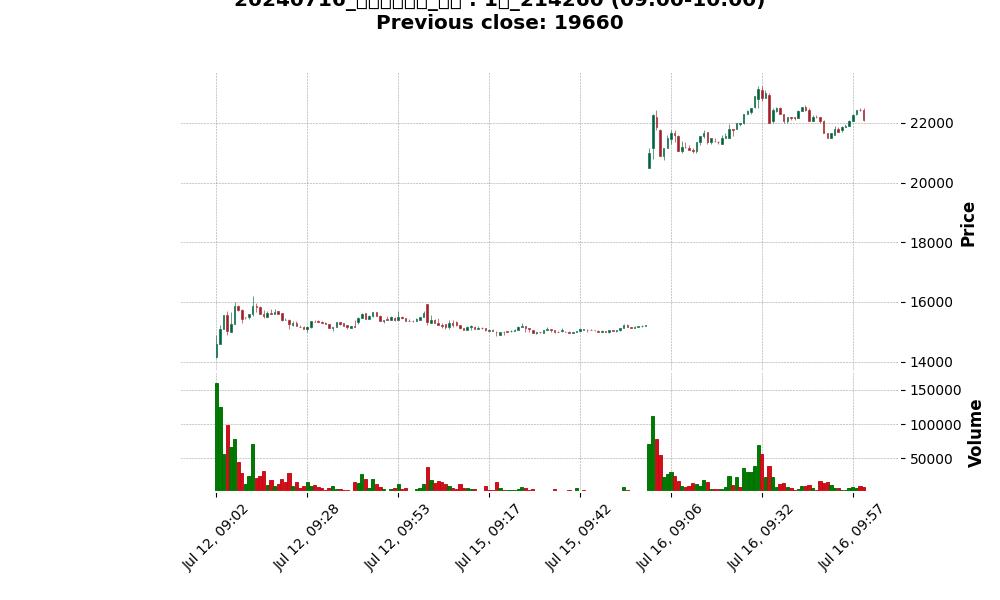 20240716_▯▯▯▯▯▯_▯▯ : 1▯_214260 (09:00-10:00)
Previous close: 19660
22000
20000
18000
16000
14000
Price
150000
100000
50000
Volume
Jul 12, 09:02
Jul 12, 09:28
Jul 12, 09:53
Jul 15, 09:17
Jul 15, 09:42
Jul 16, 09:06
Jul 16, 09:32
Jul 16, 09:57